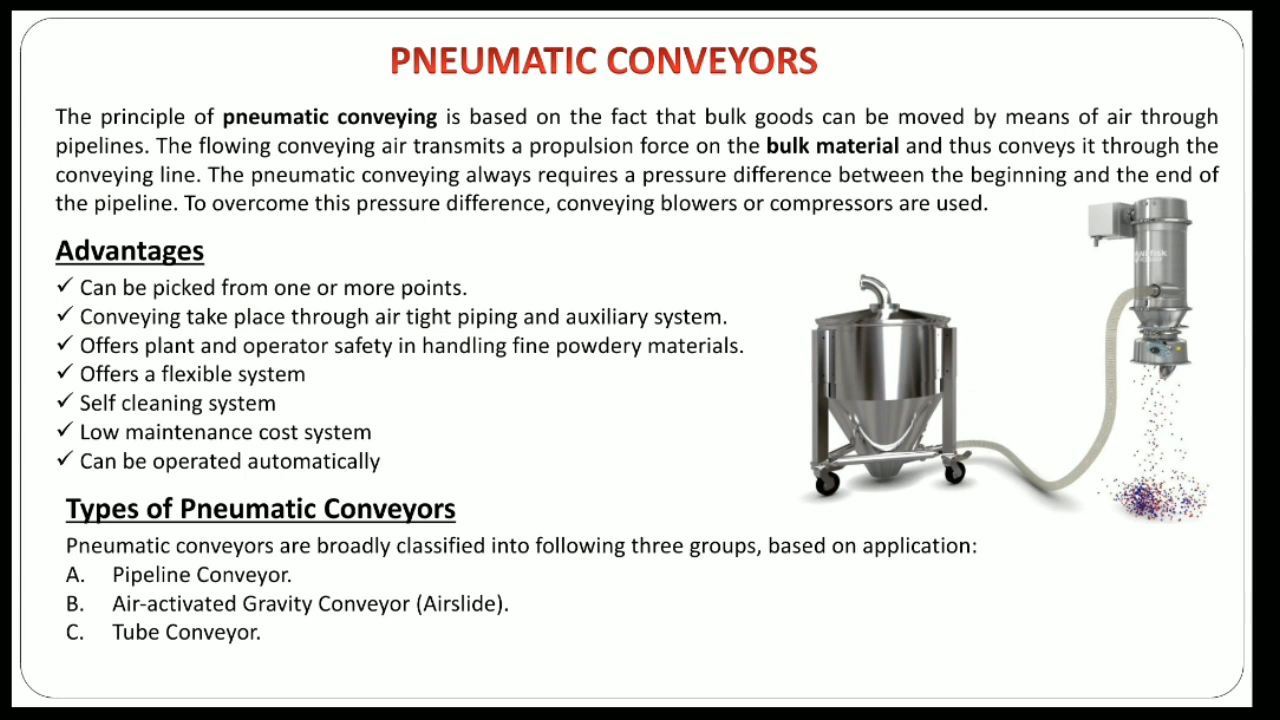 PNEUMATIC CONVEYORS
The principle of pneumatic conveying is based on the fact that bulk goods can be moved by means of air through
pipelines. The flowing conveying air transmits a propulsion force on the bulk material and thus conveys it through the
conveying line. The pneumatic conveying always requires a pressure difference between the beginning and the end of
the pipeline. To overcome this pressure difference, conveying blowers or compressors are used.
Advantages
✓ Can be picked from one or more points.
✓ Conveying take place through air tight piping and auxiliary system.
✓ Offers plant and operator safety in handling fine powdery materials.
✓ Offers a flexible system
✓ Self cleaning system
✓ Low maintenance cost system
✓ Can be operated automatically
Types of Pneumatic Conveyors
Pneumatic conveyors are broadly classified into following three groups, based on application:
A. Pipeline Conveyor.
B. Air-activated Gravity Conveyor (Airslide).
C. Tube Conveyor.